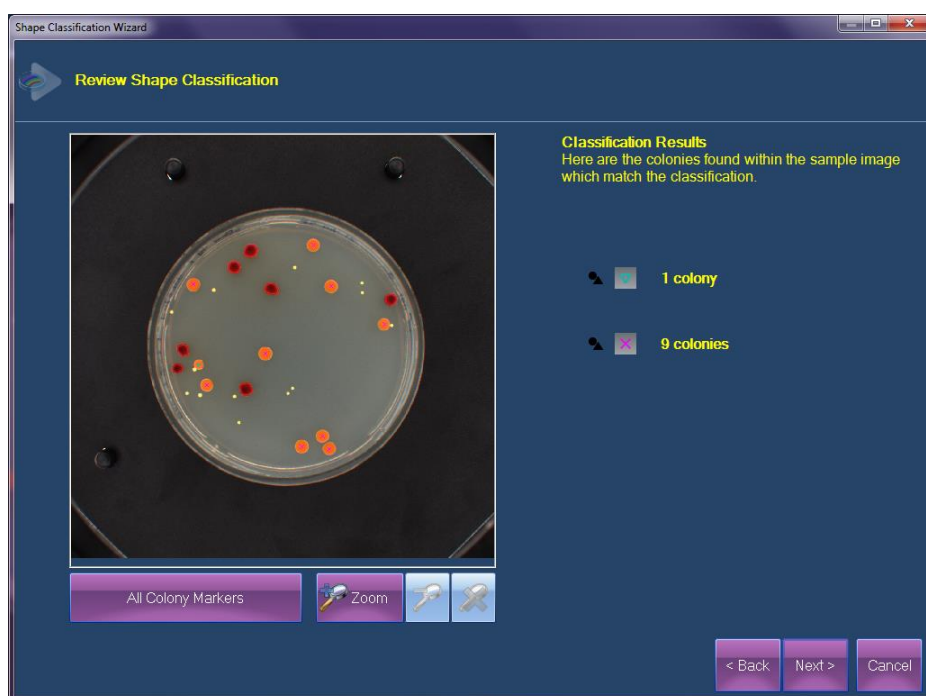 Shape Classification Wizard
Review Shape Classification
Classification Results
Here are the colonies found within the sample image
which match the classification.
1 colony
9 colonies
All Colony Markers
Zoom
< Back
Next >
Cancel